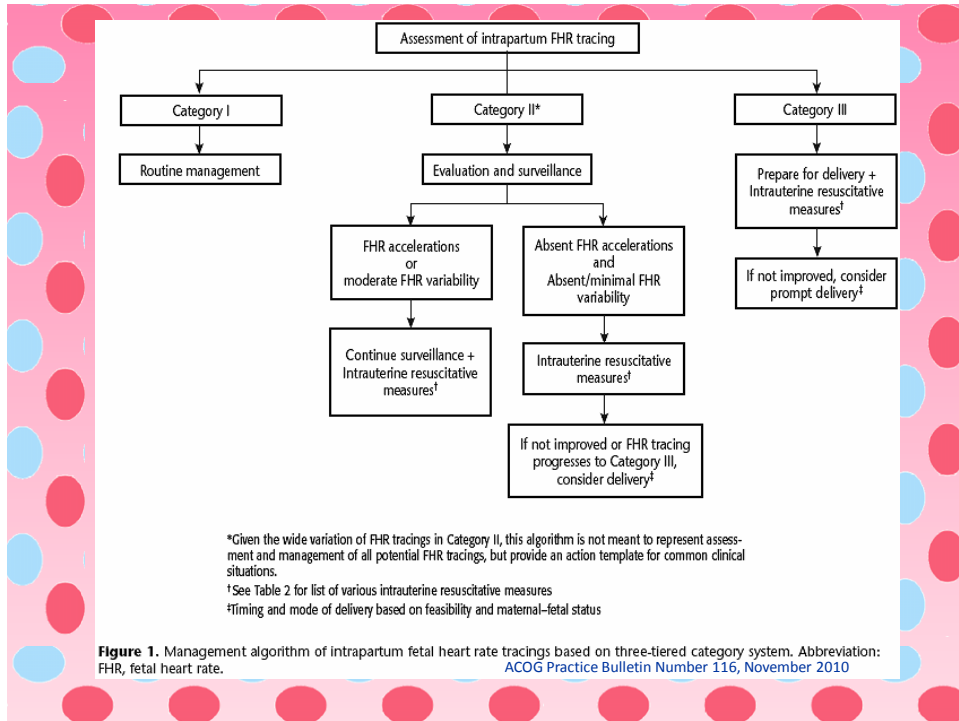 Assessment of intrapartum FHR tracing
Category I
Category II*
Category III
Routine management
Evaluation and surveillance
Prepare for delivery +
Intrauterine resuscitative
measures†
FHR accelerations
or
moderate FHR variability
Absent FHR accelerations
and
Absent/minimal FHR
variability
If not improved, consider
prompt delivery‡
Continue surveillance +
Intrauterine resuscitative
measures†
Intrauterine resuscitative
measures†
If not improved or FHR tracing
progresses to Category III,
consider delivery‡
*Given the wide variation of FHR tracings in Category II, this algorithm is not meant to represent assess-
ment and management of all potential FHR tracings, but provide an action template for common clinical
situations.
†See Table 2 for list of various intrauterine resuscitative measures
‡Timing and mode of delivery based on feasibility and maternal–fetal status
Figure 1. Management algorithm of intrapartum fetal heart rate tracings based on three-tiered category system. Abbreviation:
FHR, fetal heart rate.
ACOG Practice Bulletin Number 116, November 2010